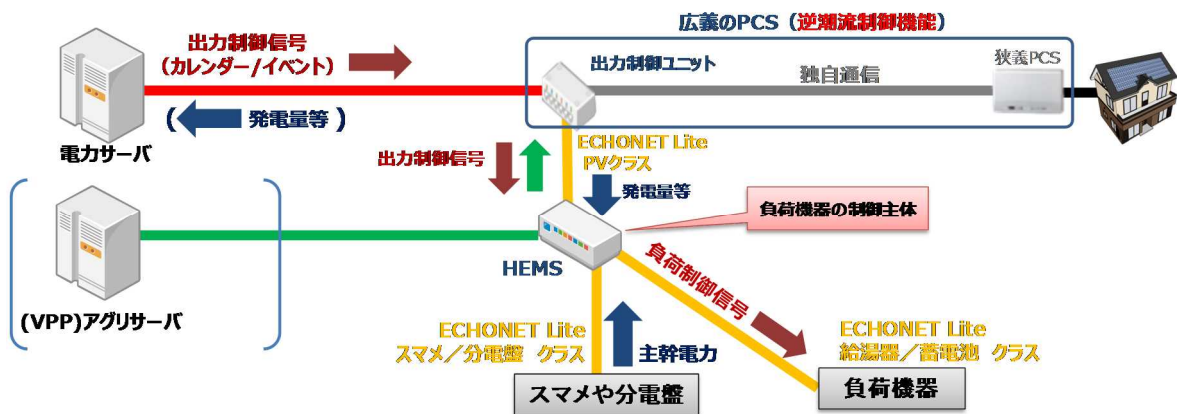 広義のPCS（逆潮流制御機能）
出力制御信号
（カレンダー/イベント）
出力制御ユニット
独自通信
狭義PCS
( 発電量等 )
電力サーバ
出力制御信号
ECHONET Lite
PVクラス
発電量等
負荷機器の制御主体
HEMS
負荷制御信号
(VPP)アグリサーバ
ECHONET Lite
スマメ／分電盤 クラス
主幹電力
ECHONET Lite
給湯器／蓄電池 クラス
スマメや分電盤
負荷機器